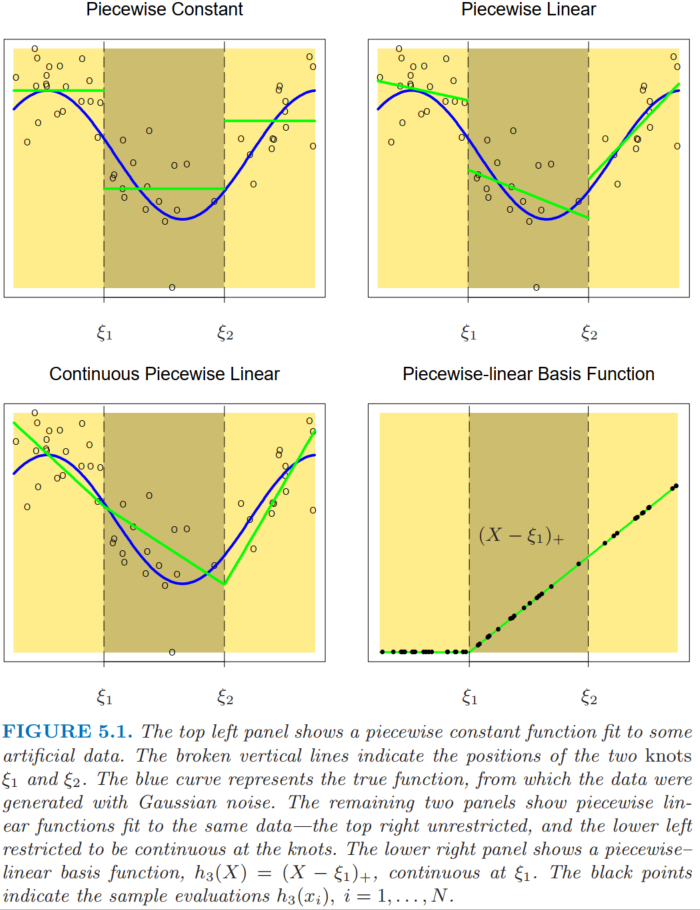 Piecewise Constant
Piecewise Linear
ξ1
ξ2
ξ1
ξ2
Continuous Piecewise Linear
Piecewise-linear Basis Function
(X − ξ1)+
ξ1
ξ2
ξ1
ξ2
FIGURE 5.1. The top left panel shows a piecewise constant function fit to some
artificial data. The broken vertical lines indicate the positions of the two knots
ξ1 and ξ2. The blue curve represents the true function, from which the data were
generated with Gaussian noise. The remaining two panels show piecewise lin-
ear functions fit to the same data—the top right unrestricted, and the lower left
restricted to be continuous at the knots. The lower right panel shows a piecewise–
linear basis function, h3(X) = (X − ξ1)+, continuous at ξ1. The black points
indicate the sample evaluations h3(xi), i = 1, . . . , N.